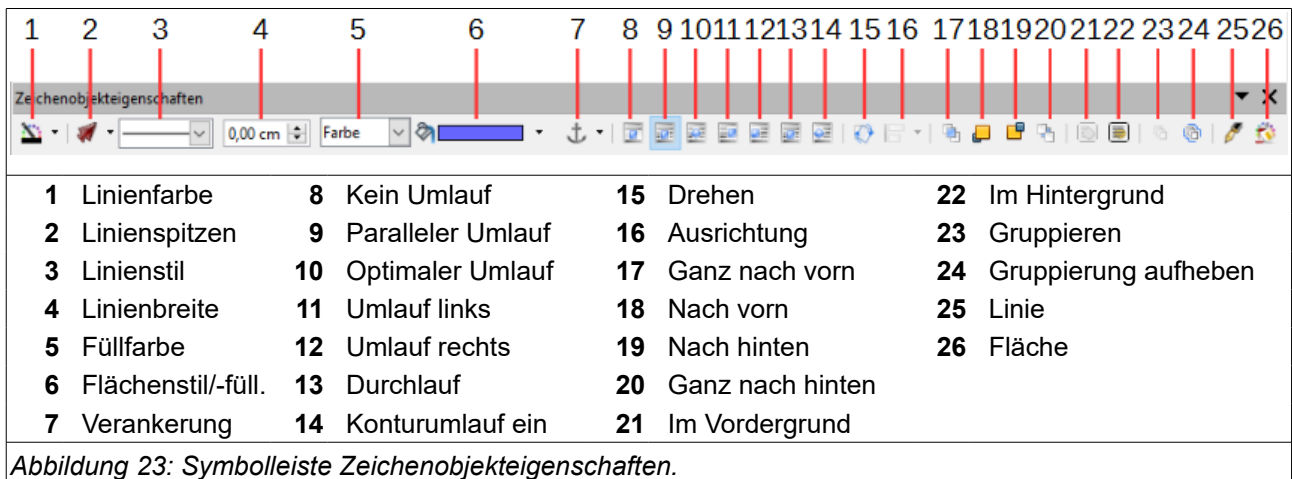 1 2 3 4 5 6 7 8 9 10 11 12 13 14 15 16 17 18 19 20 21 22 23 24 25 26
Zeichenobjekteigenschaften
0,00 cm Farbe
1 Linienfarbe 8 Kein Umlauf 15 Drehen 22 Im Hintergrund
2 Linienspitzen 9 Paralleler Umlauf 16 Ausrichtung 23 Gruppieren
3 Linienstil 10 Optimaler Umlauf 17 Ganz nach vorn 24 Gruppierung aufheben
4 Linienbreite 11 Umlauf links 18 Nach vorn 25 Linie
5 Füllfarbe 12 Umlauf rechts 19 Nach hinten 26 Fläche
6 Flächenstil/-füll. 13 Durchlauf 20 Ganz nach hinten
7 Verankerung 14 Konturumlauf ein 21 Im Vordergrund
Abbildung 23: Symbolleiste Zeichenobjekteigenschaften.